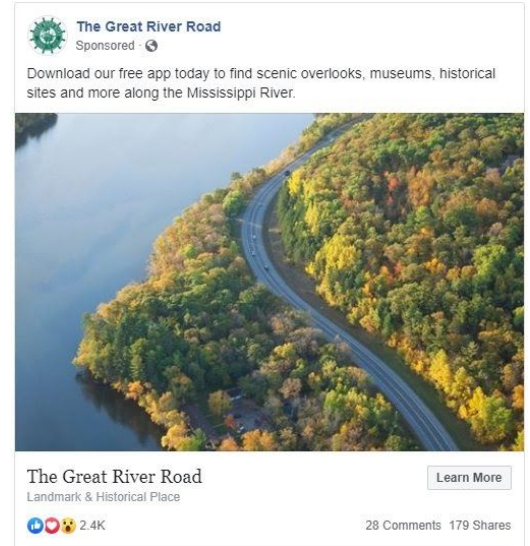 The Great River Road
Sponsored ·
Download our free app today to find scenic overlooks, museums, historical
sites and more along the Mississippi River.
The Great River Road
Learn More
Landmark & Historical Place
2.4K
28 Comments 179 Shares